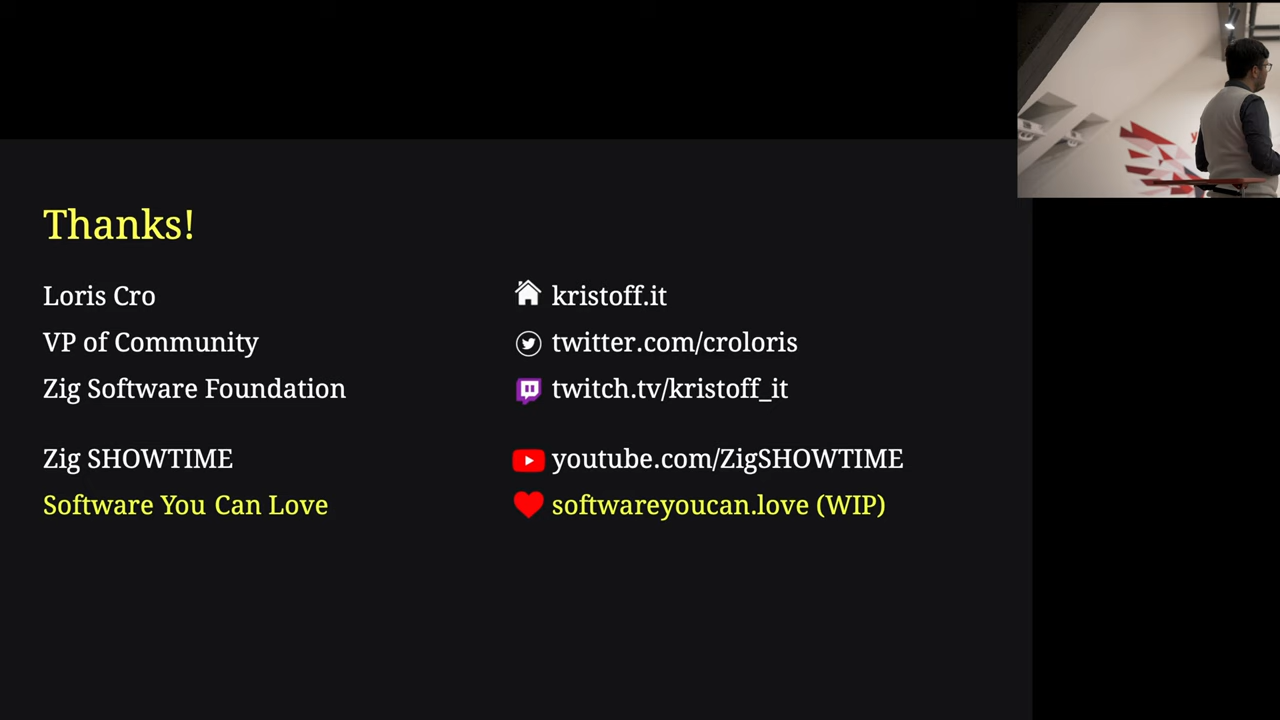 Thanks!
Loris Cro
kristoff.it
VP of Community
twitter.com/croloris
Zig Software Foundation
twitch.tv/kristoff_it
Zig SHOWTIME
youtube.com/ZigSHOWTIME
Software You Can Love
softwareyoucan.love (WIP)